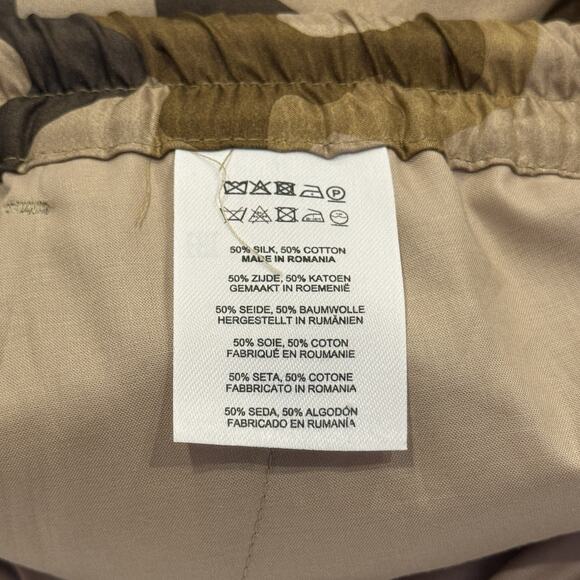 50% SILK, 50% COTTON
MADE IN ROMANIA
50% ZIJDE, 50% KATOEN
GEMAAKT IN ROEMENIË
50% SEIDE, 50% BAUMWOLLE
HERGESTELLT IN RUMÄNIEN
50% SOIE, 50% COTON
FABRIQUÉ EN ROUMANIE
50% SETA, 50% COTONE
FABBRICATO IN ROMANIA
50% SEDA, 50% ALGODÓN
FABRICADO EN RUMANÍA